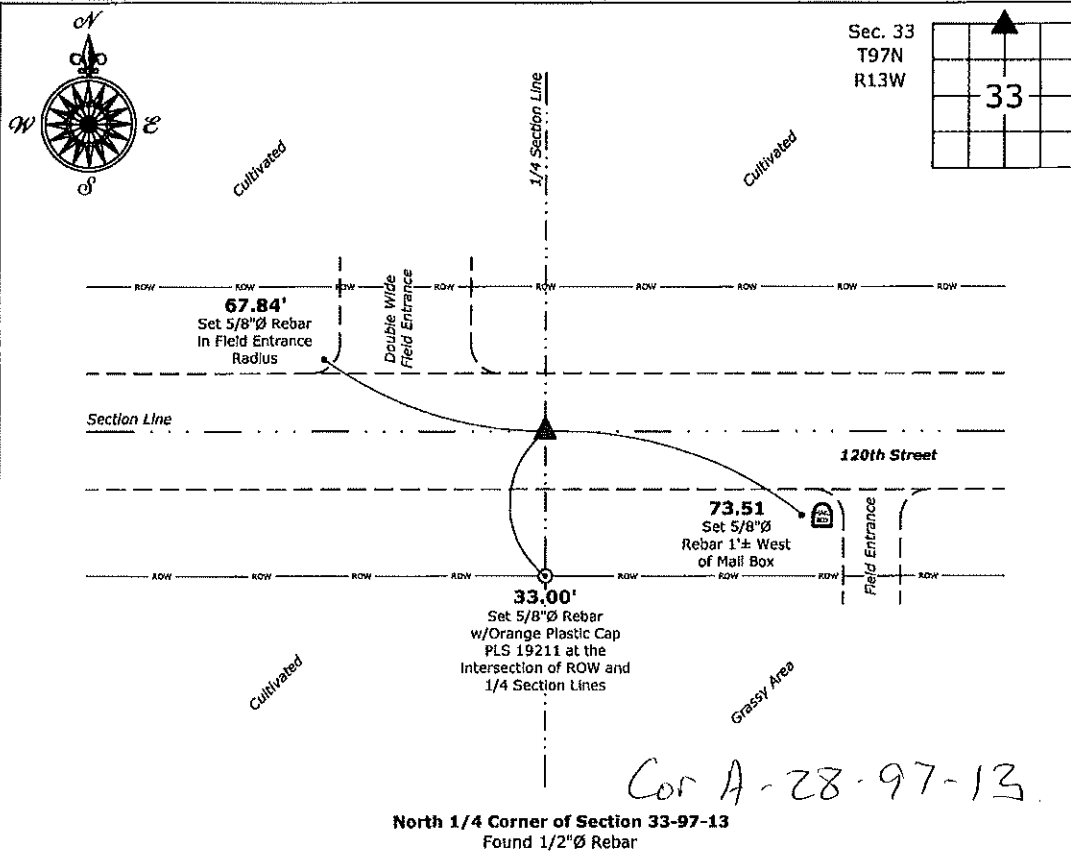 N
W
E
S
Sec. 33
T97N
R13W
33
Cultivated
1/4 Section Line
Cultivated
ROW ROW ROW ROW ROW ROW ROW ROW ROW
67.84'
Set 5/8"Ø Rebar
In Field Entrance
Radius
Double Wide
Field Entrance
Section Line
120th Street
73.51
Set 5/8"Ø
Rebar 1'± West
of Mail Box
MAIL
BOX
Field Entrance
ROW ROW ROW ROW ROW ROW ROW ROW
33.00'
Set 5/8"Ø Rebar
w/Orange Plastic Cap
PLS 19211 at the
Intersection of ROW and
1/4 Section Lines
Cultivated
Grassy Area
Cor A-28-97-13
North 1/4 Corner of Section 33-97-13
Found 1/2"Ø Rebar